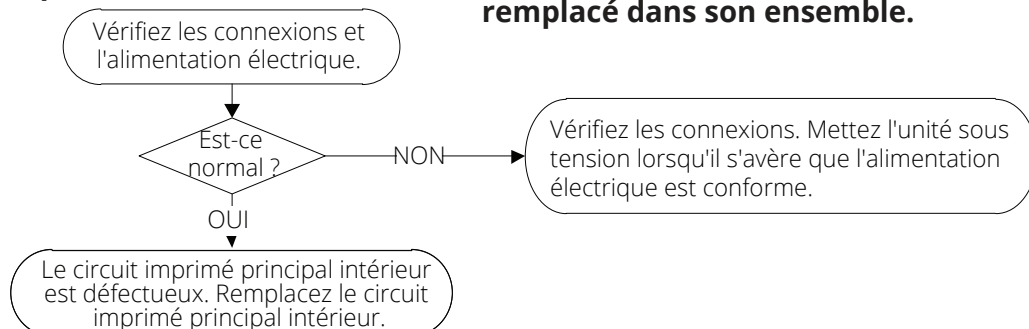 remplacé dans son ensemble.
Vérifiez les connexions et
l'alimentation électrique.
Est-ce
normal ?
NON
Vérifiez les connexions. Mettez l'unité sous
tension lorsqu'il s'avère que l'alimentation
électrique est conforme.
OUI
Le circuit imprimé principal intérieur
est défectueux. Remplacez le circuit
imprimé principal intérieur.